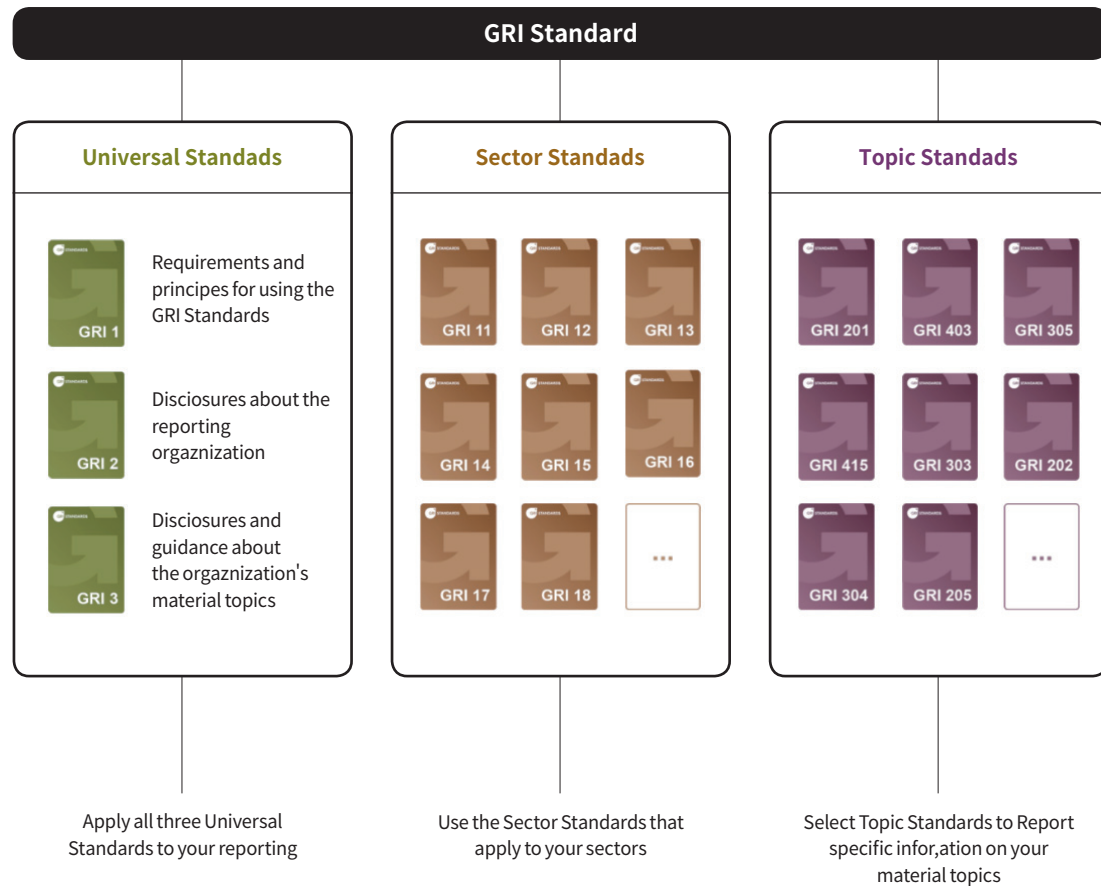 GRI Standard
Universal Standads
GRI 1
Requirements and
principes for using the
GRI Standards
GRI 2
Disclosures about the
reporting
orgaznization
GRI 3
Disclosures and
guidance about
the orgaznization's
material topics
Apply all three Universal
Standards to your reporting
Sector Standads
GRI 11
GRI 12
GRI 13
GRI 14
GRI 15
GRI 16
GRI 17
GRI 18
...
Use the Sector Standards that
apply to your sectors
Topic Standads
GRI 201
GRI 403
GRI 305
GRI 415
GRI 303
GRI 202
GRI 304
GRI 205
...
Select Topic Standards to Report
specific infor,ation on your
material topics